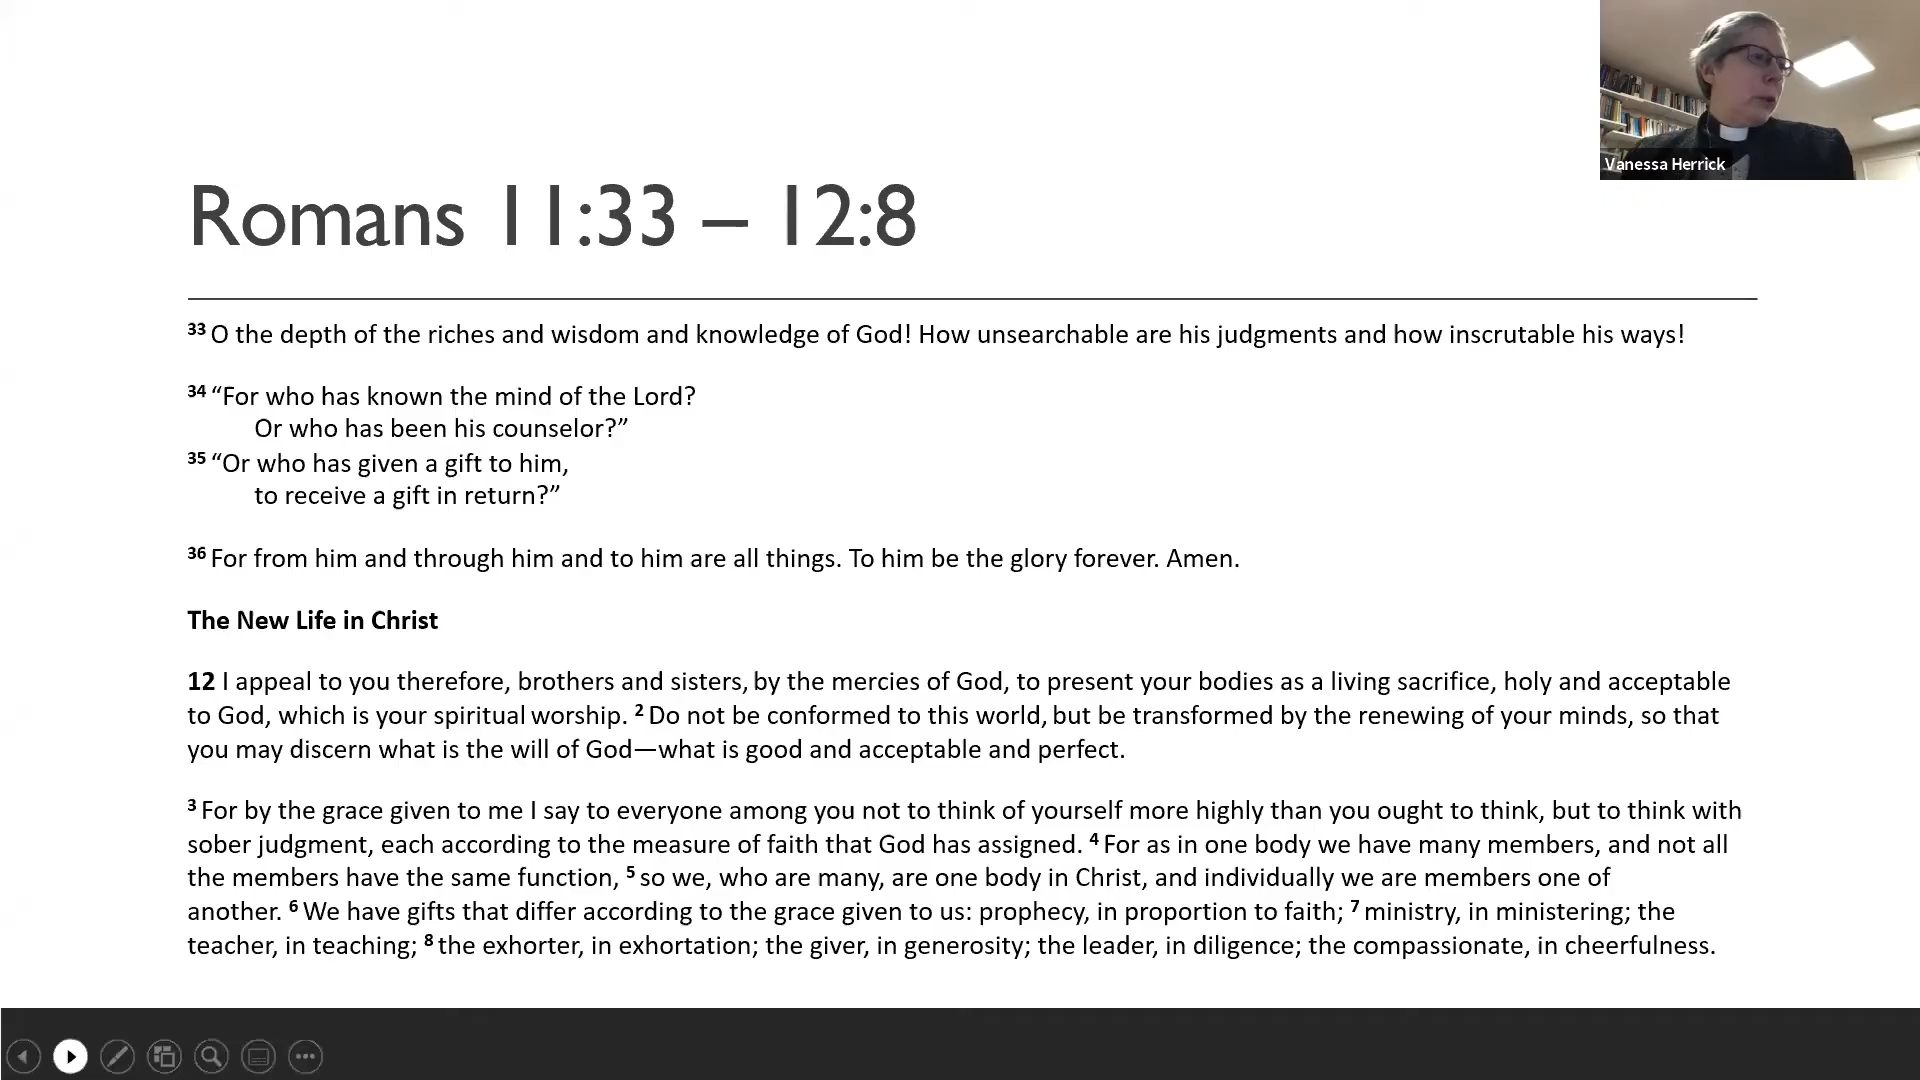 Vanessa Herrick
Romans 11:33 – 12:8
33 O the depth of the riches and wisdom and knowledge of God! How unsearchable are his judgments and how inscrutable his ways!
34 “For who has known the mind of the Lord?
Or who has been his counselor?”
35 “Or who has given a gift to him,
to receive a gift in return?”
36 For from him and through him and to him are all things. To him be the glory forever. Amen.
The New Life in Christ
12 I appeal to you therefore, brothers and sisters, by the mercies of God, to present your bodies as a living sacrifice, holy and acceptable
to God, which is your spiritual worship. 2 Do not be conformed to this world, but be transformed by the renewing of your minds, so that
you may discern what is the will of God—what is good and acceptable and perfect.
3 For by the grace given to me I say to everyone among you not to think of yourself more highly than you ought to think, but to think with
sober judgment, each according to the measure of faith that God has assigned. 4 For as in one body we have many members, and not all
the members have the same function, 5 so we, who are many, are one body in Christ, and individually we are members one of
another. 6 We have gifts that differ according to the grace given to us: prophecy, in proportion to faith; 7 ministry, in ministering; the
teacher, in teaching; 8 the exhorter, in exhortation; the giver, in generosity; the leader, in diligence; the compassionate, in cheerfulness.